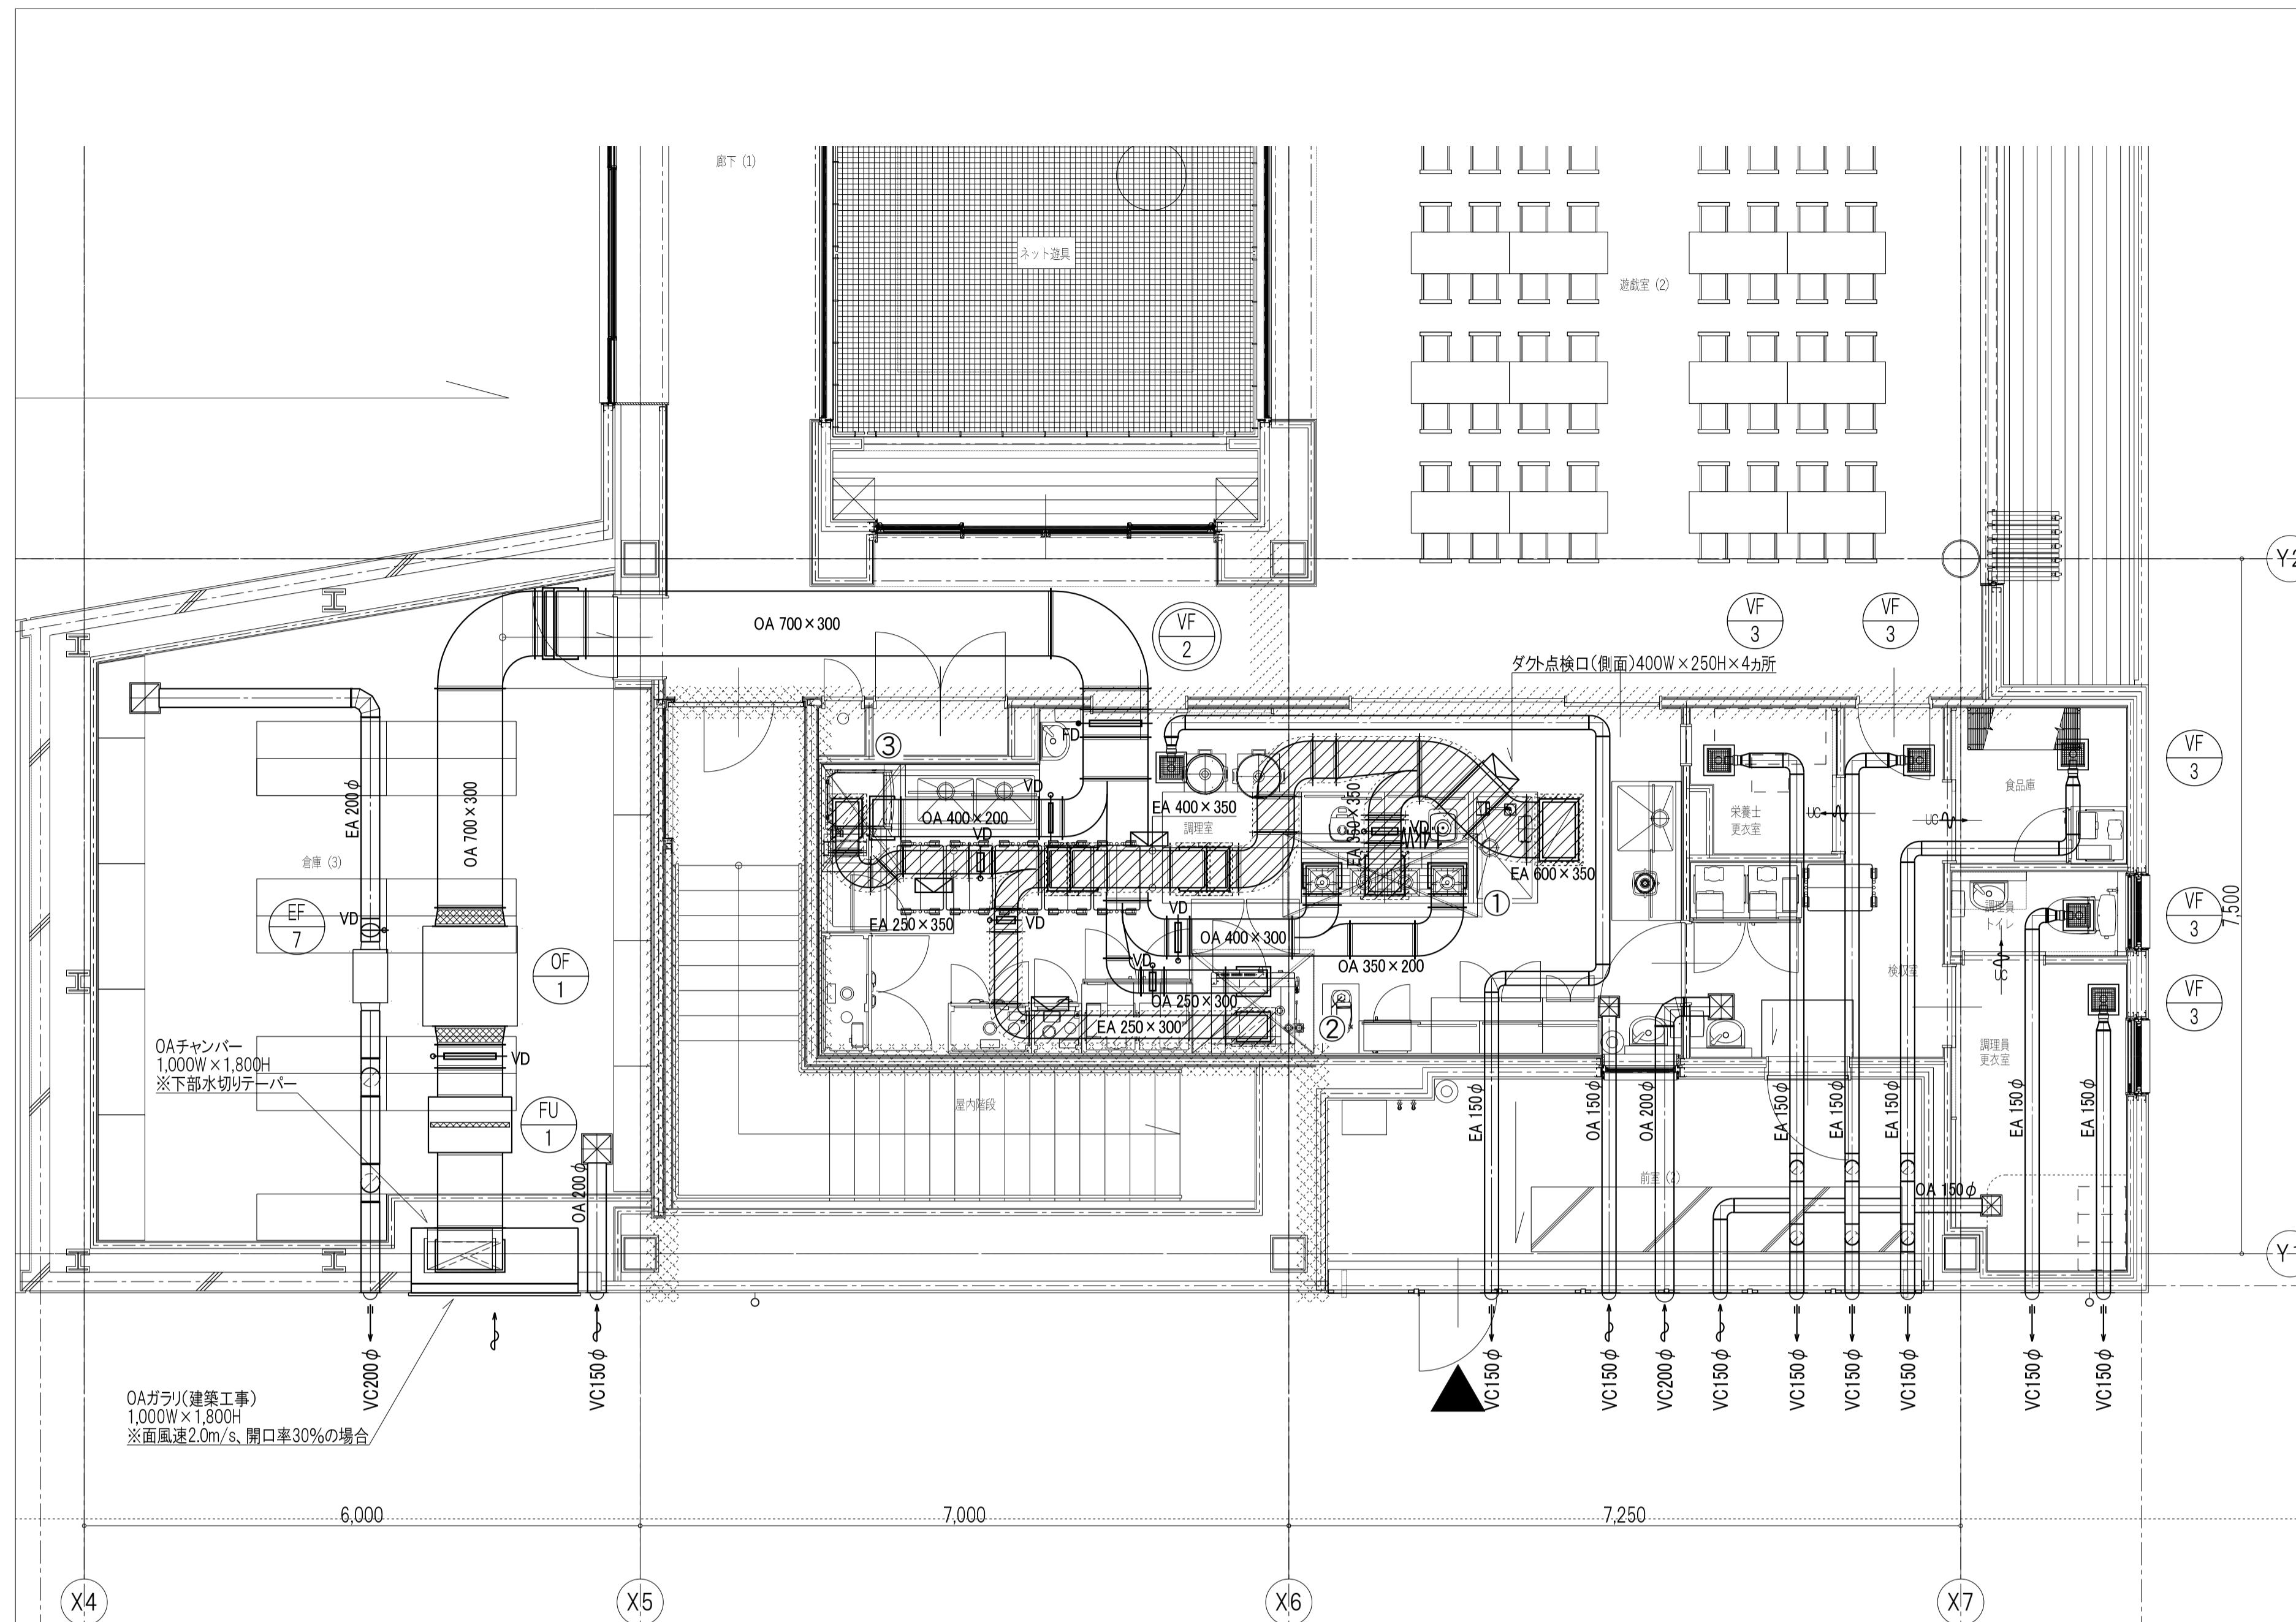 廊下 (1)
ネット遊具
遊戯室 (2)
Y2
VF
2
VF
3
VF
3
OA 700×300
ダクト点検口(側面)400W×250H×4ヵ所
VF
3
③
FD
VD
EA 400×350
調理室
OA 400×200
VD
EA 350×350
VD
EA 600×350
①
栄養士
更衣室
UC
UC
食品庫
EA 200φ
OA 700×300
倉庫 (3)
EF
7
VD
OF
1
EA 250×350
VD
VD
OA 400×300
VD
OA 350×200
OA 250×300
EA 250×300
②
調理員
トイレ
UC
検収室
VF
3
7,500
VF
3
調理員
更衣室
OAチャンバー
1,000W×1,800H
※下部水切りテーパー
VD
FU
1
OA 200φ
屋内階段
EA 150φ
OA 150φ
OA 200φ
EA 150φ
EA 150φ
EA 150φ
EA 150φ
EA 150φ
前室 (2)
OA 150φ
OAガラリ(建築工事)
1,000W×1,800H
※面風速2.0m/s、開口率30%の場合
VC200φ
VC150φ
VC150φ
VC150φ
VC200φ
VC150φ
VC150φ
VC150φ
VC150φ
VC150φ
VC150φ
6,000
7,000
7,250
X4
X5
X6
X7